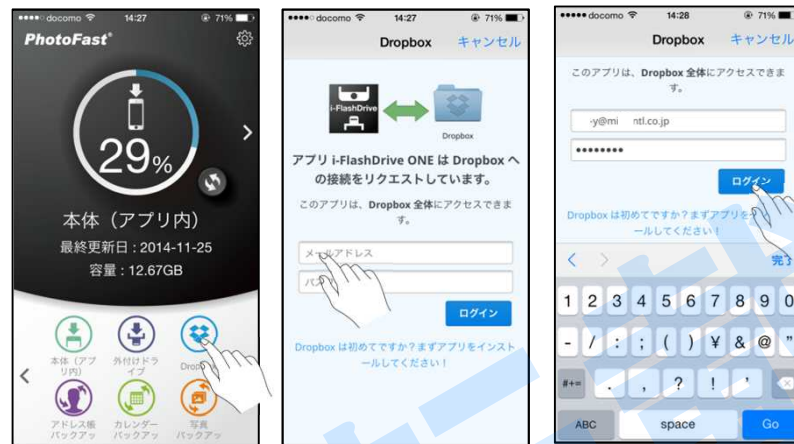 docomo 14:27 71%
PhotoFast
29%
本体（アプリ内）
最終更新日 : 2014-11-25
容量 : 12.67GB
本体（アプ
リ内）
外付けドラ
イブ
アドレス帳
バックアッ
カレンダー
バックアッ
写真
バックアッ
docomo 14:27 71%
Dropbox キャンセル
i-FlashDrive
Dropbox
アプリ i-FlashDrive ONE は Dropbox へ
の接続をリクエストしています。
このアプリは、Dropbox 全体にアクセスできま
す。
メールアドレス
ログイン
Dropbox は初めてですか？まずアプリをインスト
ールしてください！
docomo 14:28 71%
Dropbox キャンセル
このアプリは、Dropbox 全体にアクセスできま
す。
-y@mi ntl.co.jp
••••••••
ログイン
Dropbox は初めてですか？まずアプリを
ールしてください！
完了
1 2 3 4 5 6 7 8 9 0
- / : ; ( ) ¥ & @ "
#+= . , ? ! '
ABC space Go